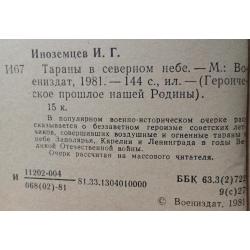 Иноземцев И. Г.
И67
Тараны в северном небе. — М.: Во-
ениздат, 1981.— 144 с., ил. — (Героиче-
ское прошлое нашей Родины).
15 к.
В популярном военно-историческом очерке рас-
сказывается о беззаветном героизме советских лет-
чиков, совершивших воздушные и огненные тараны в
небе Заполярья, Карелии и Ленинграда в годы Ве-
ликой Отечественной войны.
Очерк рассчитан на массового читателя.
И 11202-004
068(02)-81 81.33.1304010000
ББК 63.3(2)722
9(с)27
© Воениздат, 1981